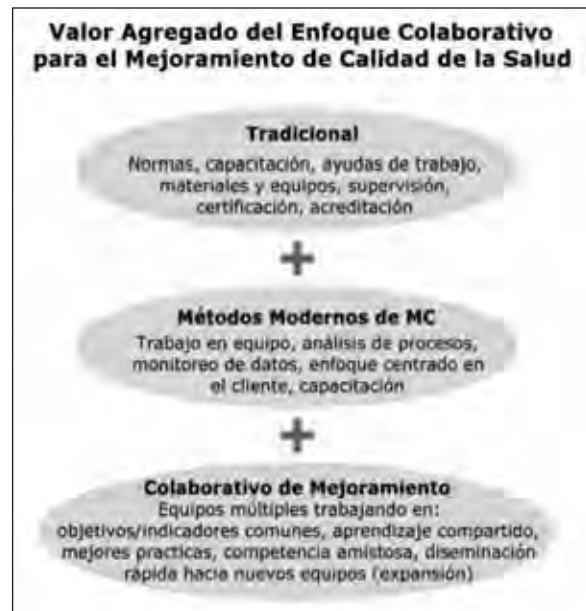 Valor Agregado del Enfoque Colaborativo
para el Mejoramiento de Calidad de la Salud
Tradicional
Normas, capacitación, ayudas de trabajo,
materiales y equipos, supervisión,
certificación, acreditación
+
Métodos Modernos de MC
Trabajo en equipo, análisis de procesos,
monitoreo de datos, enfoque centrado en
el cliente, capacitación
+
Colaborativo de Mejoramiento
Equipos múltiples trabajando en:
objetivos/indicadores comunes, aprendizaje compartido,
mejores practicas, competencia amistosa, diseminación
rápida hacia nuevos equipos (expansión)